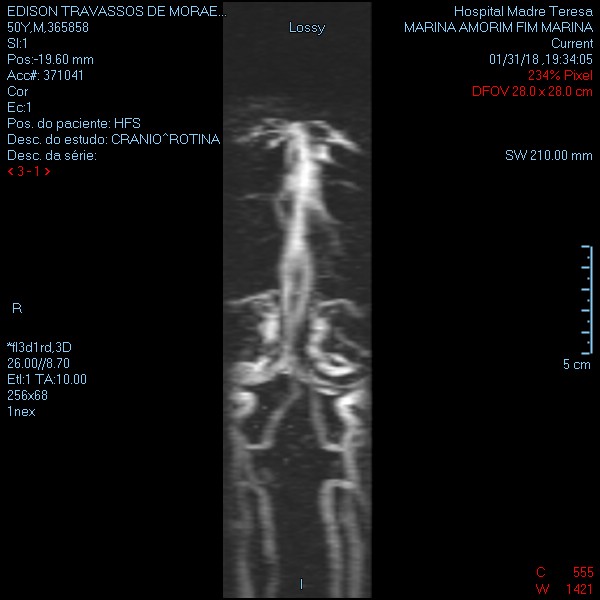 EDISON TRAVASSOS DE MORAE...
50Y,M,365858
Sl:1
Pos:-19.60 mm
Acc#: 371041
Cor
Ec:1
Pos. do paciente: HFS
Desc. do estudo: CRANIO^ROTINA
Desc. da série:
< 3 - 1 >
Lossy
Hospital Madre Teresa
MARINA AMORIM FIM MARINA
Current
01/31/18 ,19:34:05
234% Pixel
DFOV 28.0 x 28.0 cm
SW 210.00 mm
R
5 cm
*fl3d1rd,3D
26.00//8.70
Etl:1 TA:10.00
256x68
1nex
I
C 555
W 1421